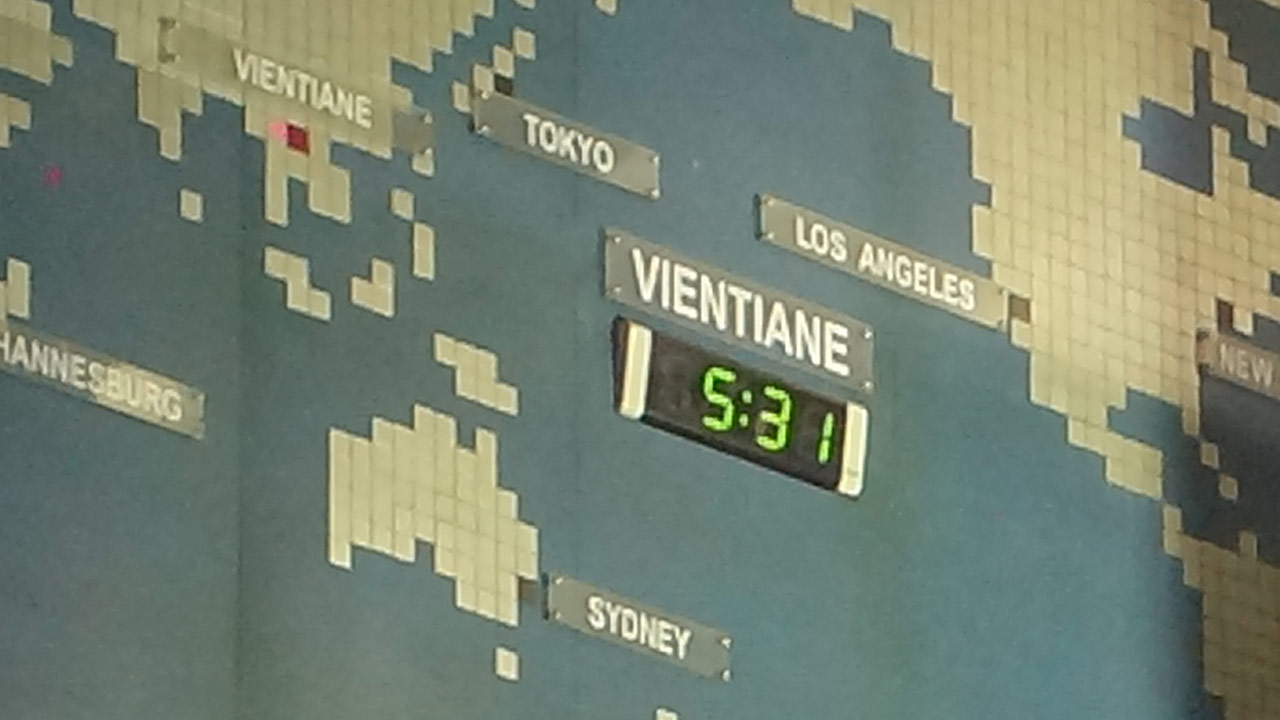 VIENTIANE
TOKYO
LOS ANGELES
VIENTIANE
5:31
HANNESBURG
NEW
SYDNEY